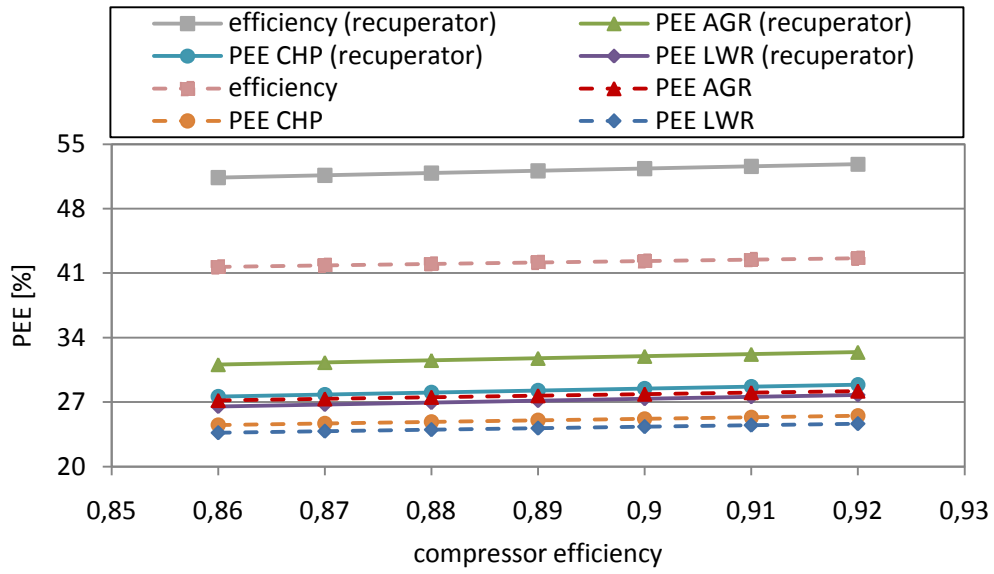 efficiency (recuperator) PEE AGR (recuperator)
PEE CHP (recuperator) PEE LWR (recuperator)
efficiency PEE AGR
PEE CHP PEE LWR
55
48
41
34
27
20
PEE [%]
0,85 0,86 0,87 0,88 0,89 0,9 0,91 0,92 0,93
compressor efficiency